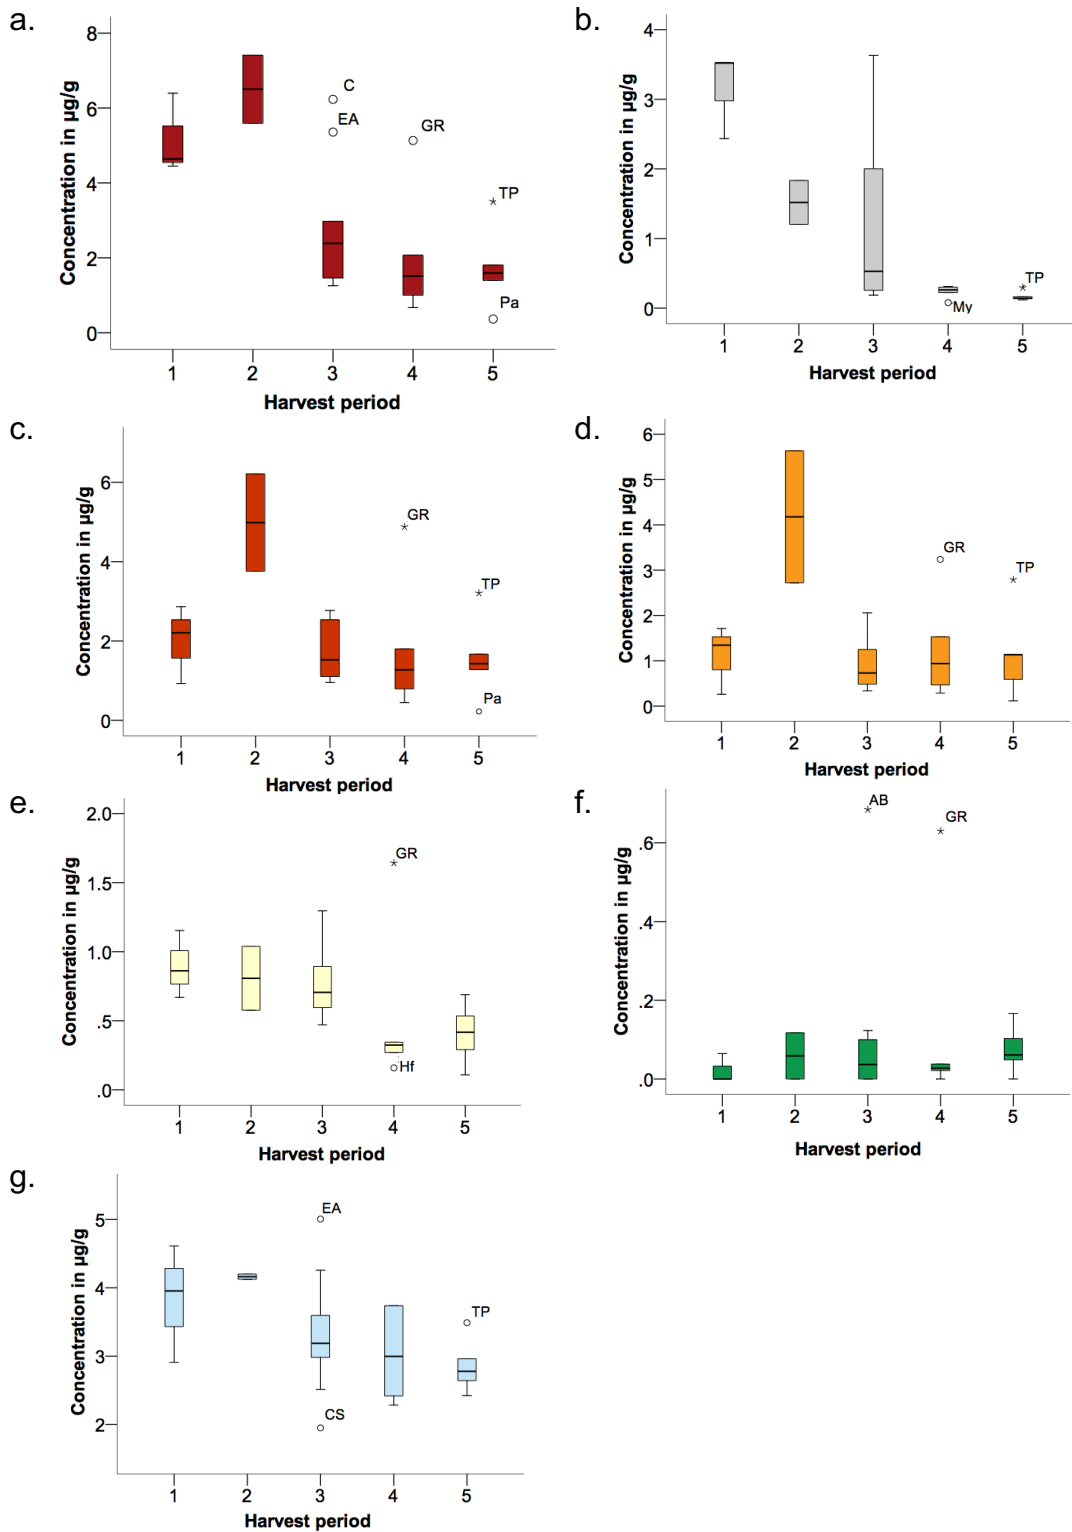 a.
Concentration in µg/g
8
6
4
2
0
C
EA
GR
TP
Pa
1 2 3 4 5
Harvest period
b.
Concentration in µg/g
4
3
2
1
0
My
TP
1 2 3 4 5
Harvest period
c.
Concentration in µg/g
6
4
2
0
GR
TP
Pa
1 2 3 4 5
Harvest period
d.
Concentration in µg/g
6
5
4
3
2
1
0
GR
TP
1 2 3 4 5
Harvest period
e.
Concentration in µg/g
2.0
1.5
1.0
.5
.0
GR
Hf
1 2 3 4 5
Harvest period
f.
Concentration in µg/g
.6
.4
.2
.0
AB
GR
1 2 3 4 5
Harvest period
g.
Concentration in µg/g
5
4
3
2
EA
CS
TP
1 2 3 4 5
Harvest period